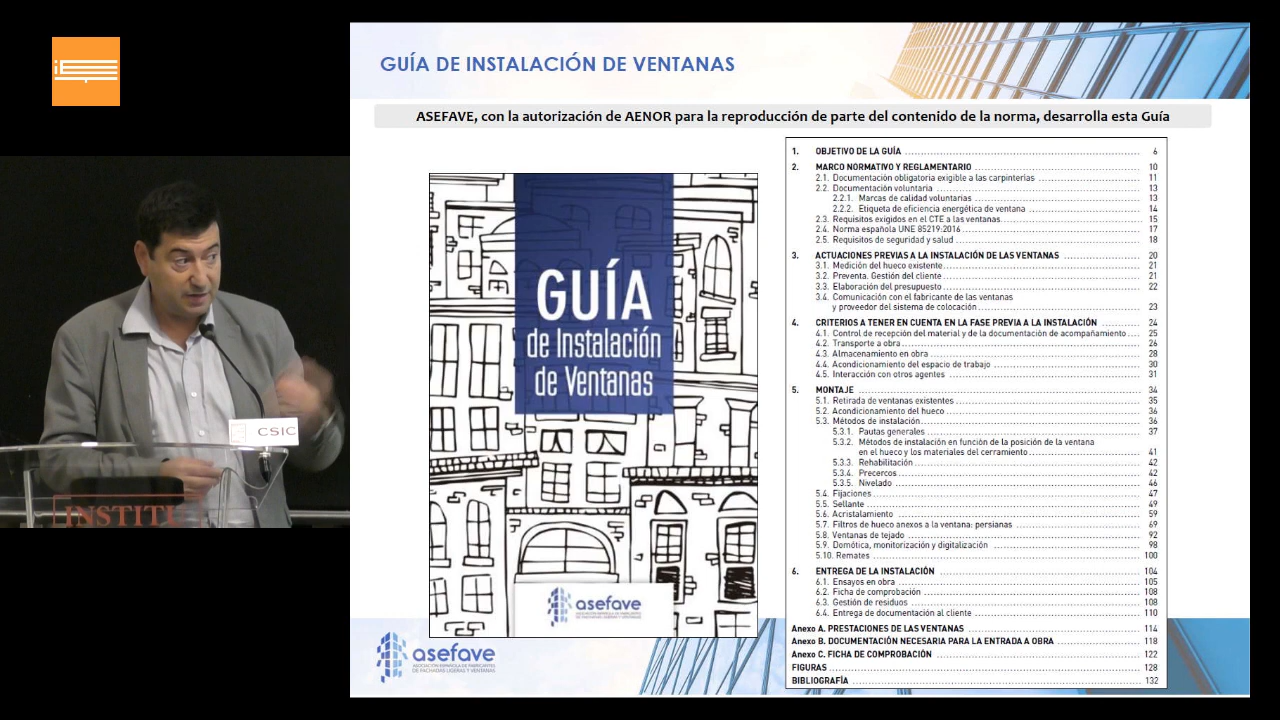 GUÍA DE INSTALACIÓN DE VENTANAS
ASEFAVE, con la autorización de AENOR para la reproducción de parte del contenido de la norma, desarrolla esta Guía
GUÍA
de Instalación
de Ventanas
asefave
asefave
ASOCIACIÓN ESPAÑOLA DE FABRICANTES
DE FACHADAS LIGERAS Y VENTANAS
CSIC
INSTITU
1. OBJETIVO DE LA GUÍA 6
2. MARCO NORMATIVO Y REGLAMENTARIO 10
2.1. Documentación obligatoria exigible a las carpinterías 11
2.2. Documentación voluntaria 13
2.2.1. Marcas de calidad voluntarias 13
2.2.2. Etiqueta de eficiencia energética de ventana 14
2.3. Requisitos exigidos en el CTE a las ventanas 15
2.4. Norma española UNE 85219:2016 17
2.5. Requisitos de seguridad y salud 18
3. ACTUACIONES PREVIAS A LA INSTALACIÓN DE LAS VENTANAS 20
3.1. Medición del hueco existente 21
3.2. Preventa. Gestión del cliente 21
3.3. Elaboración del presupuesto 22
3.4. Comunicación con el fabricante de las ventanas
y proveedor del sistema de colocación 23
4. CRITERIOS A TENER EN CUENTA EN LA FASE PREVIA A LA INSTALACIÓN 24
4.1. Control de recepción del material y de la documentación de acompañamiento 25
4.2. Transporte a obra 26
4.3. Almacenamiento en obra 28
4.4. Acondicionamiento del espacio de trabajo 30
4.5. Interacción con otros agentes 31
5. MONTAJE 34
5.1. Retirada de ventanas existentes 35
5.2. Acondicionamiento del hueco 36
5.3. Métodos de instalación 36
5.3.1. Pautas generales 37
5.3.2. Métodos de instalación en función de la posición de la ventana
en el hueco y los materiales del cerramiento 41
5.3.3. Rehabilitación 42
5.3.4. Precercos 42
5.3.5. Nivelado 46
5.4. Fijaciones 47
5.5. Sellante 49
5.6. Acristalamiento 59
5.7. Filtros de hueco anexos a la ventana: persianas 69
5.8. Ventanas de tejado 92
5.9. Domótica, monitorización y digitalización 98
5.10. Remates 100
6. ENTREGA DE LA INSTALACIÓN 104
6.1. Ensayos en obra 105
6.2. Ficha de comprobación 108
6.3. Gestión de residuos 108
6.4. Entrega de documentación al cliente 110
Anexo A. PRESTACIONES DE LAS VENTANAS 114
Anexo B. DOCUMENTACIÓN NECESARIA PARA LA ENTRADA A OBRA 118
Anexo C. FICHA DE COMPROBACIÓN 122
FIGURAS 128
BIBLIOGRAFÍA 132